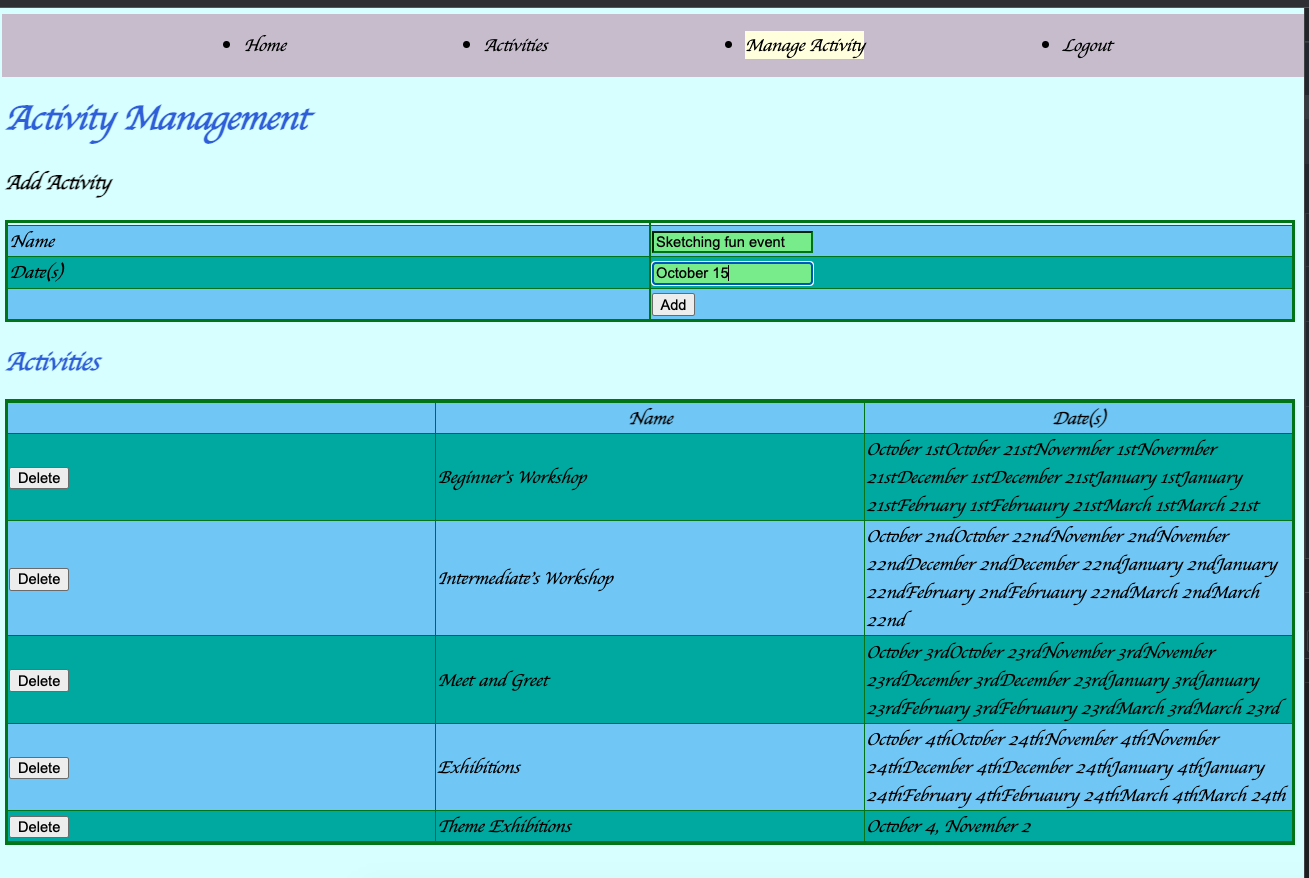 Home Activities Manage Activity Logout
Activity Management
Add Activity
Name Sketching fun event
Date(s) October 15
Add
Activities
Name Date(s)
Delete Beginner's Workshop October 1stOctober 21stNovermber 1stNovermber
21stDecember 1stDecember 21stJanuary 1stJanuary
21stFebruary 1stFebruaury 21stMarch 1stMarch 21st
Delete Intermediate's Workshop October 2ndOctober 22ndNovember 2ndNovember
22ndDecember 2ndDecember 22ndJanuary 2ndJanuary
22ndFebruary 2ndFebruaury 22ndMarch 2ndMarch
22nd
Delete Meet and Greet October 3rdOctober 23rdNovember 3rdNovember
23rdDecember 3rdDecember 23rdJanuary 3rdJanuary
23rdFebruary 3rdFebruaury 23rdMarch 3rdMarch 23rd
Delete Exhibitions October 4thOctober 24thNovember 4thNovember
24thDecember 4thDecember 24thJanuary 4thJanuary
24thFebruary 4thFebruaury 24thMarch 4thMarch 24th
Delete Theme Exhibitions October 4, November 2